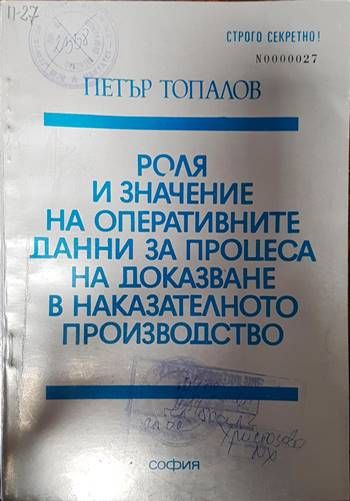 11-27
СТРОГО СЕКРЕТНО!
N0000027
ПЕТЪР ТОПАЛОВ
РОЛЯ
И ЗНАЧЕНИЕ
НА ОПЕРАТИВНИТЕ
ДАННИ ЗА ПРОЦЕСА
НА ДОКАЗВАНЕ
В НАКАЗАТЕЛНОТО
ПРОИЗВОДСТВО
СОФИЯ